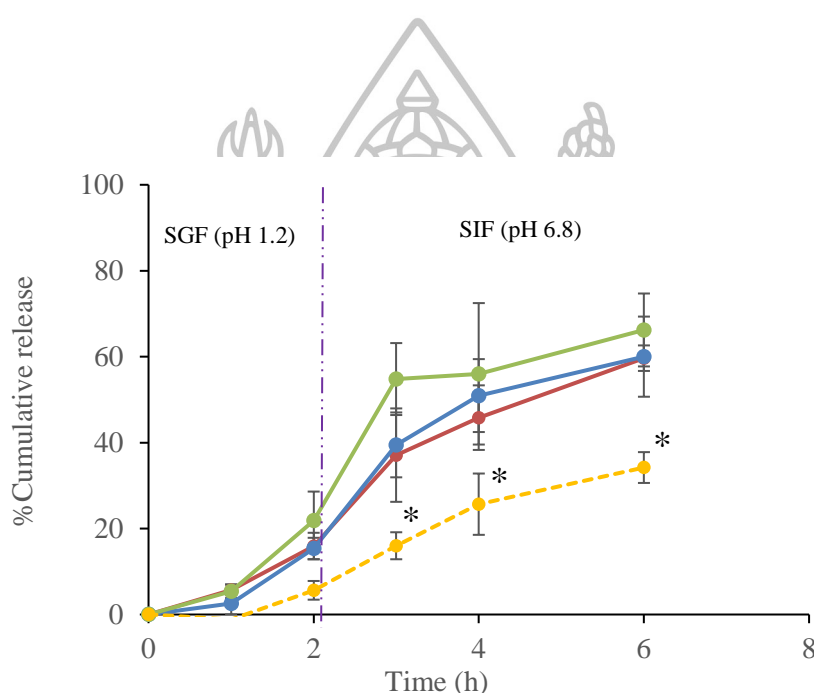 100
SGF (pH 1.2)
SIF (pH 6.8)
80
60
40
20
0
%Cumulative release
*
*
*
0 2 4 6 8
Time (h)